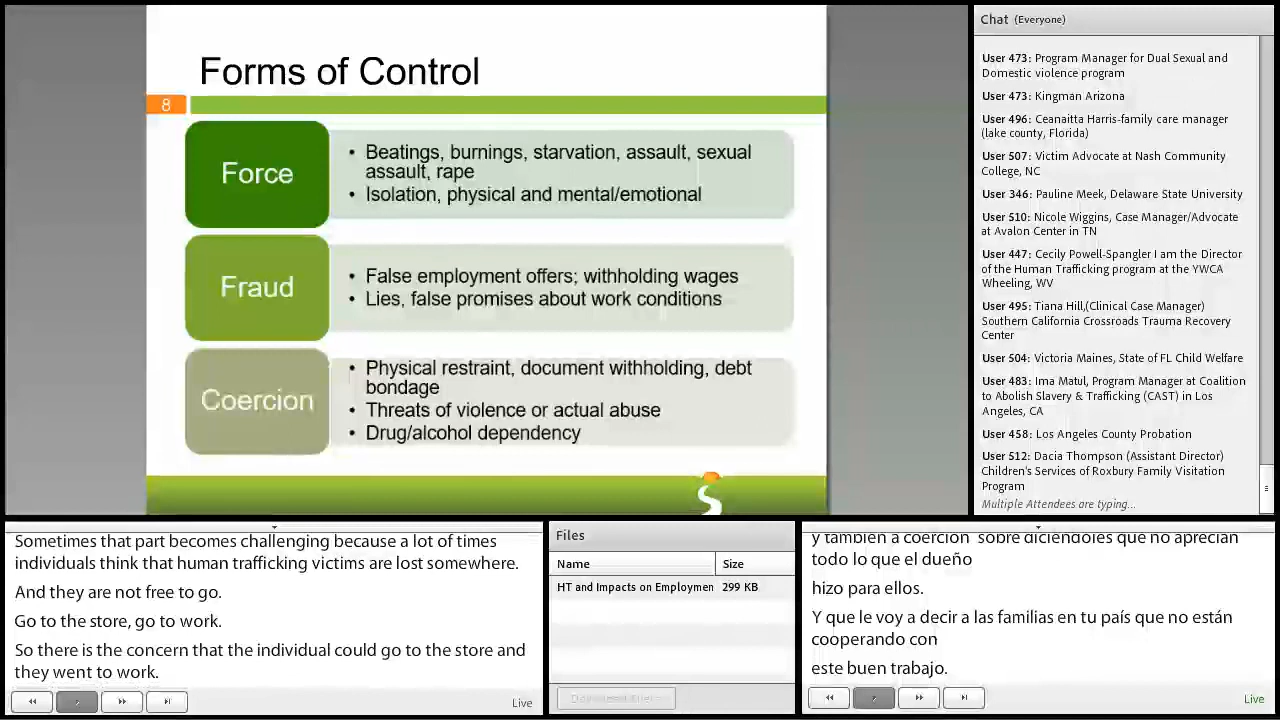 Forms of Control
8
Force
• Beatings, burnings, starvation, assault, sexual
assault, rape
• Isolation, physical and mental/emotional
Fraud
• False employment offers; withholding wages
• Lies, false promises about work conditions
Coercion
• Physical restraint, document withholding, debt
bondage
• Threats of violence or actual abuse
• Drug/alcohol dependency
Chat (Everyone)
User 473: Program Manager for Dual Sexual and
Domestic violence program
User 473: Kingman Arizona
User 496: Ceanaitta Harris-family care manager
(lake county, Florida)
User 507: Victim Advocate at Nash Community
College, NC
User 346: Pauline Meek, Delaware State University
User 510: Nicole Wiggins, Case Manager/Advocate
at Avalon Center in TN
User 447: Cecily Powell-Spangler I am the Director
of the Human Trafficking program at the YWCA
Wheeling, WV
User 495: Tiana Hill,(Clinical Case Manager)
Southern California Crossroads Trauma Recovery
Center
User 504: Victoria Maines, State of FL Child Welfare
User 483: Ima Matul, Program Manager at Coalition
to Abolish Slavery & Trafficking (CAST) in Los
Angeles, CA
User 458: Los Angeles County Probation
User 512: Dacia Thompson (Assistant Director)
Children's Services of Roxbury Family Visitation
Program
Multiple Attendees are typing...
Sometimes that part becomes challenging because a lot of times
individuals think that human trafficking victims are lost somewhere.
And they are not free to go.
Go to the store, go to work.
So there is the concern that the individual could go to the store and
they went to work.
Live
Files
Name Size
HT and Impacts on Employmen 299 KB
y también a coerción sobre diciéndoles que no aprecian
todo lo que el dueño
hizo para ellos.
Y que le voy a decir a las familias en tu país que no están
cooperando con
este buen trabajo.
Live